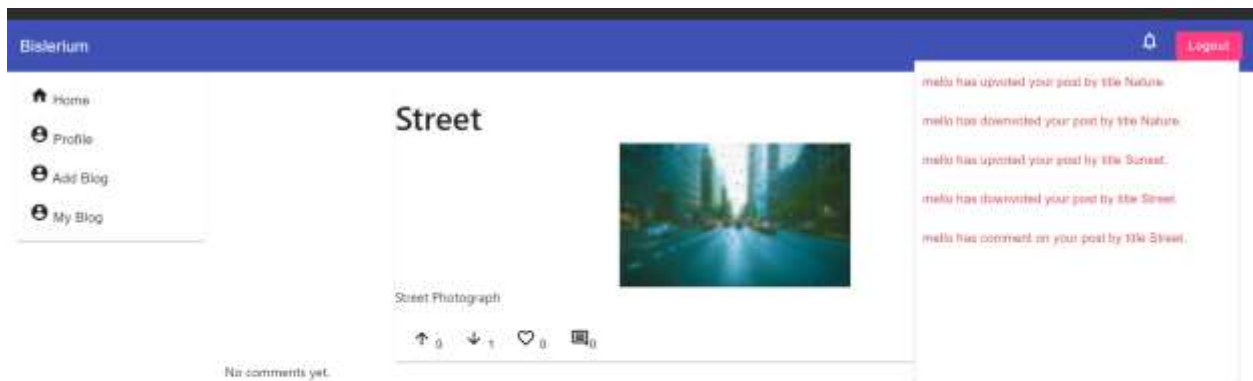 Bislerium
Logout
Home
Profile
Add Blog
My Blog
Street
Street Photograph
0 1 0 0
No comments yet.
mello has upvoted your post by title Nature.
mello has downvoted your post by title Nature.
mello has upvoted your post by title Sunset.
mello has downvoted your post by title Street.
mello has comment on your post by title Street.